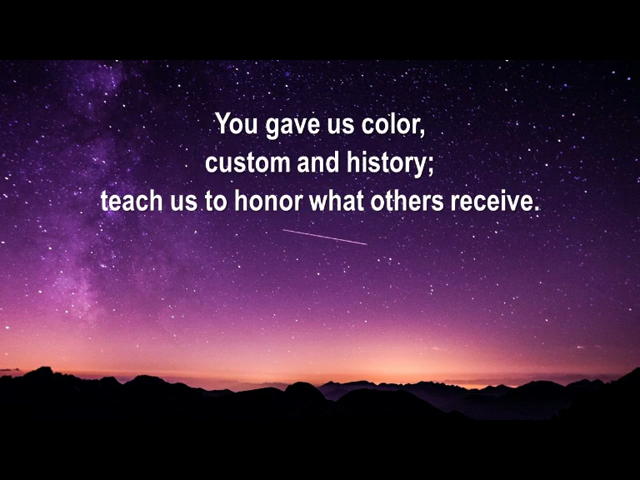 You gave us color,
custom and history;
teach us to honor what others receive.